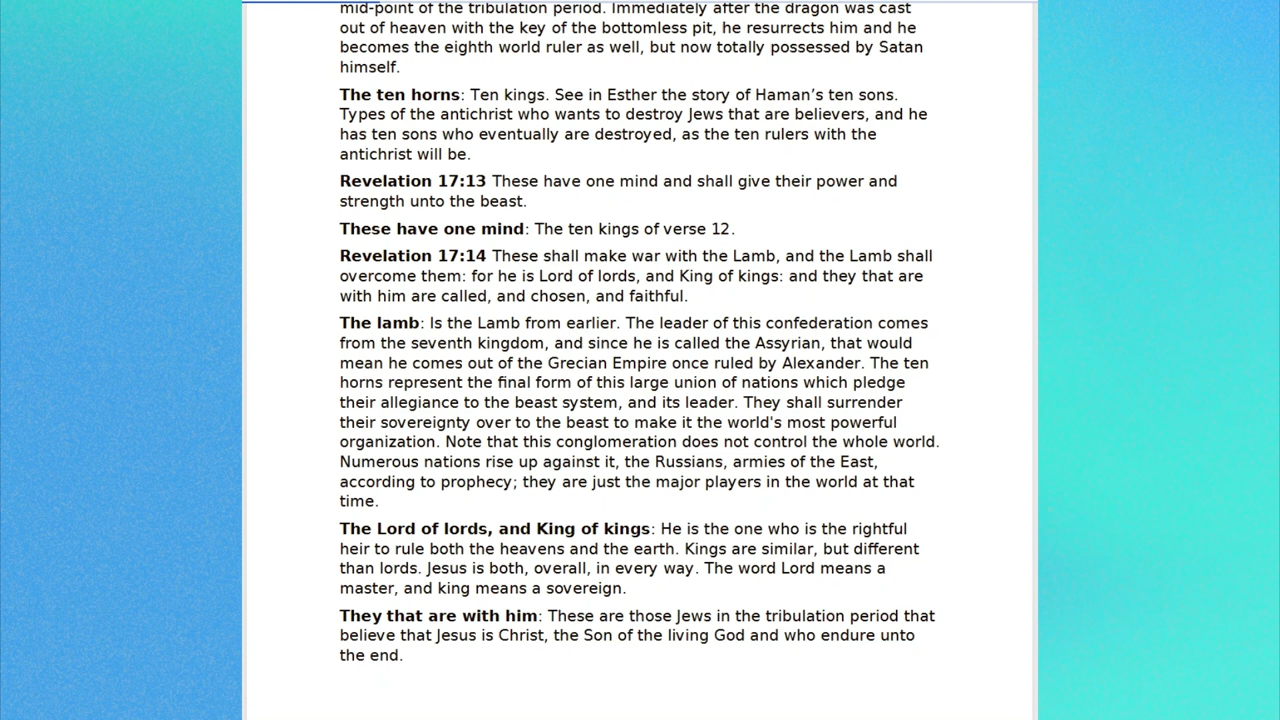 mid-point of the tribulation period. Immediately after the dragon was cast
out of heaven with the key of the bottomless pit, he resurrects him and he
becomes the eighth world ruler as well, but now totally possessed by Satan
himself.
The ten horns: Ten kings. See in Esther the story of Haman’s ten sons.
Types of the antichrist who wants to destroy Jews that are believers, and he
has ten sons who eventually are destroyed, as the ten rulers with the
antichrist will be.
Revelation 17:13 These have one mind and shall give their power and
strength unto the beast.
These have one mind: The ten kings of verse 12.
Revelation 17:14 These shall make war with the Lamb, and the Lamb shall
overcome them: for he is Lord of lords, and King of kings: and they that are
with him are called, and chosen, and faithful.
The lamb: Is the Lamb from earlier. The leader of this confederation comes
from the seventh kingdom, and since he is called the Assyrian, that would
mean he comes out of the Grecian Empire once ruled by Alexander. The ten
horns represent the final form of this large union of nations which pledge
their allegiance to the beast system, and its leader. They shall surrender
their sovereignty over to the beast to make it the world's most powerful
organization. Note that this conglomeration does not control the whole world.
Numerous nations rise up against it, the Russians, armies of the East,
according to prophecy; they are just the major players in the world at that
time.
The Lord of lords, and King of kings: He is the one who is the rightful
heir to rule both the heavens and the earth. Kings are similar, but different
than lords. Jesus is both, overall, in every way. The word Lord means a
master, and king means a sovereign.
They that are with him: These are those Jews in the tribulation period that
believe that Jesus is Christ, the Son of the living God and who endure unto
the end.